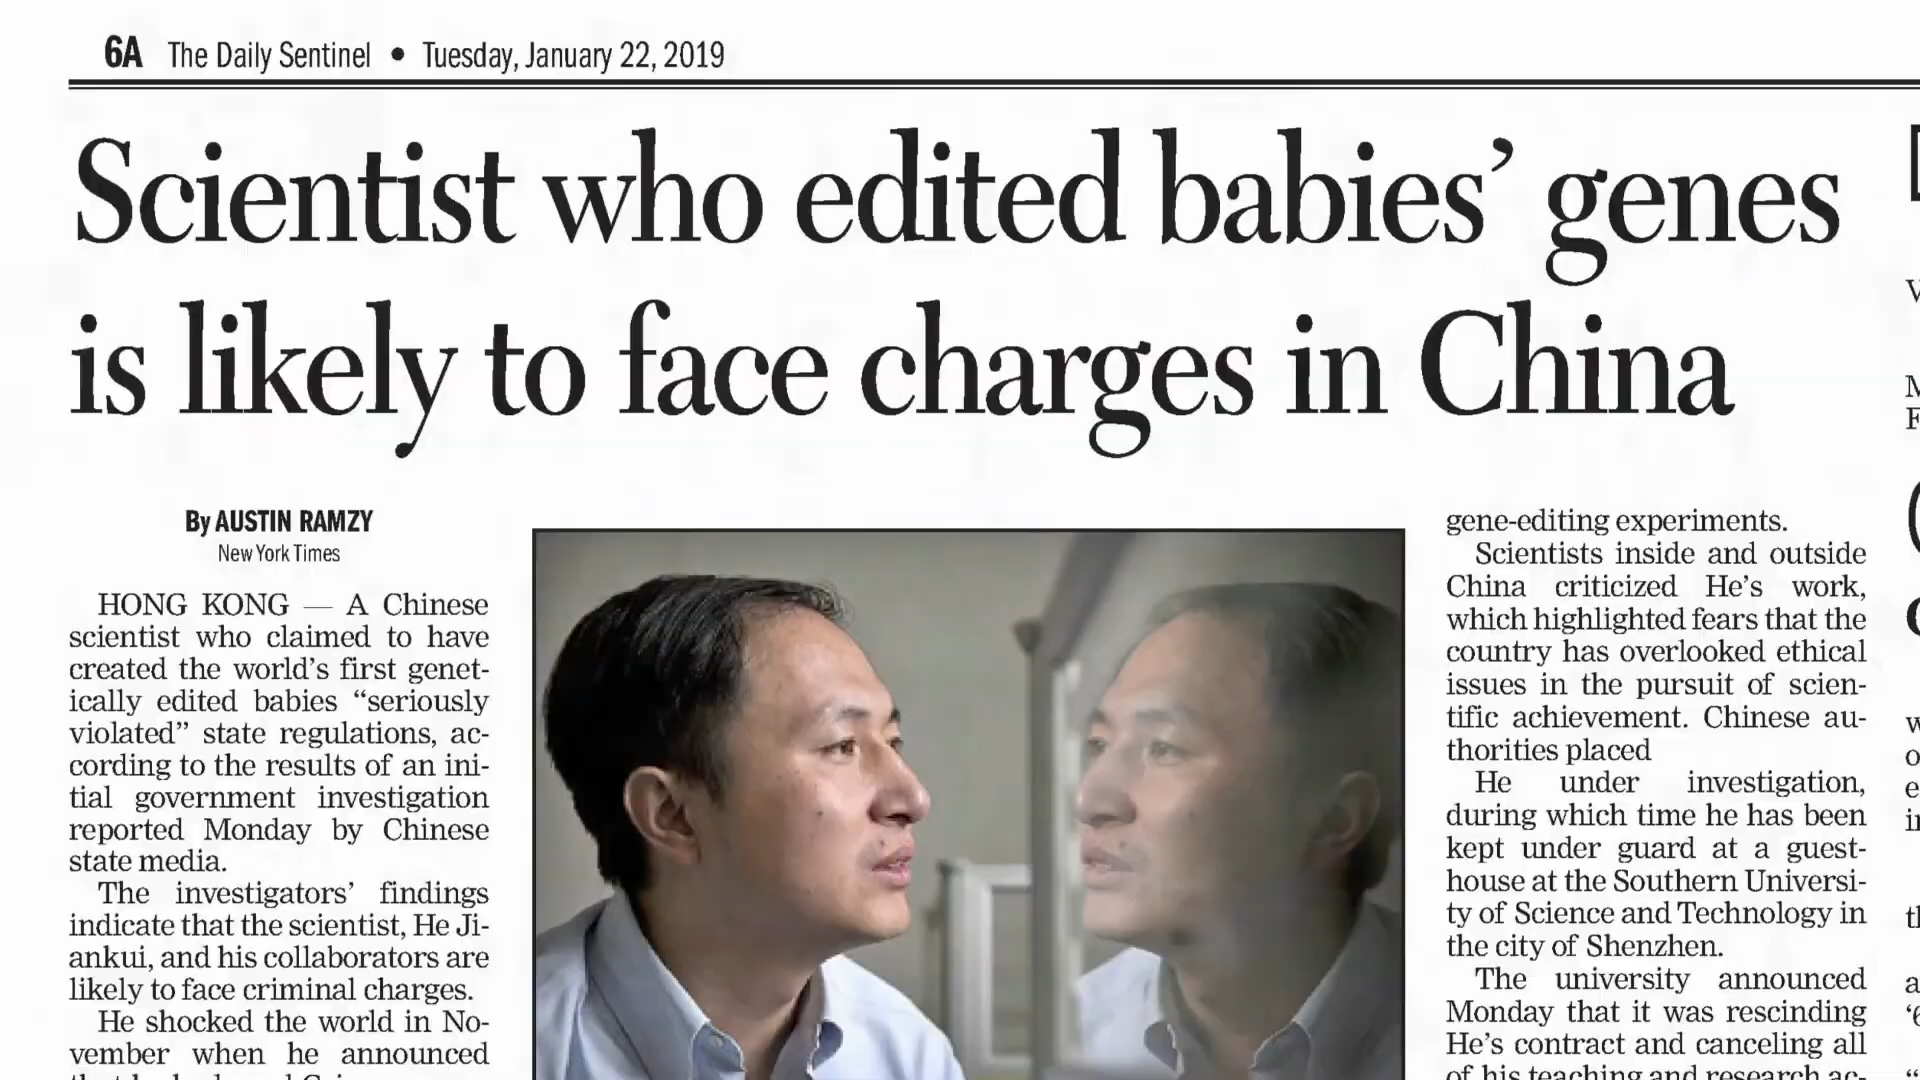 6A The Daily Sentinel • Tuesday, January 22, 2019
Scientist who edited babies’ genes
is likely to face charges in China
By AUSTIN RAMZY
New York Times
HONG KONG — A Chinese
scientist who claimed to have
created the world’s first genet-
ically edited babies “seriously
violated” state regulations, ac-
cording to the results of an ini-
tial government investigation
reported Monday by Chinese
state media.
The investigators’ findings
indicate that the scientist, He Ji-
ankui, and his collaborators are
likely to face criminal charges.
He shocked the world in No-
vember when he announced
gene-editing experiments.
Scientists inside and outside
China criticized He’s work,
which highlighted fears that the
country has overlooked ethical
issues in the pursuit of scien-
tific achievement. Chinese au-
thorities placed
He under investigation,
during which time he has been
kept under guard at a guest-
house at the Southern Universi-
ty of Science and Technology in
the city of Shenzhen.
The university announced
Monday that it was rescinding
He’s contract and canceling all
of his teaching and research ac-